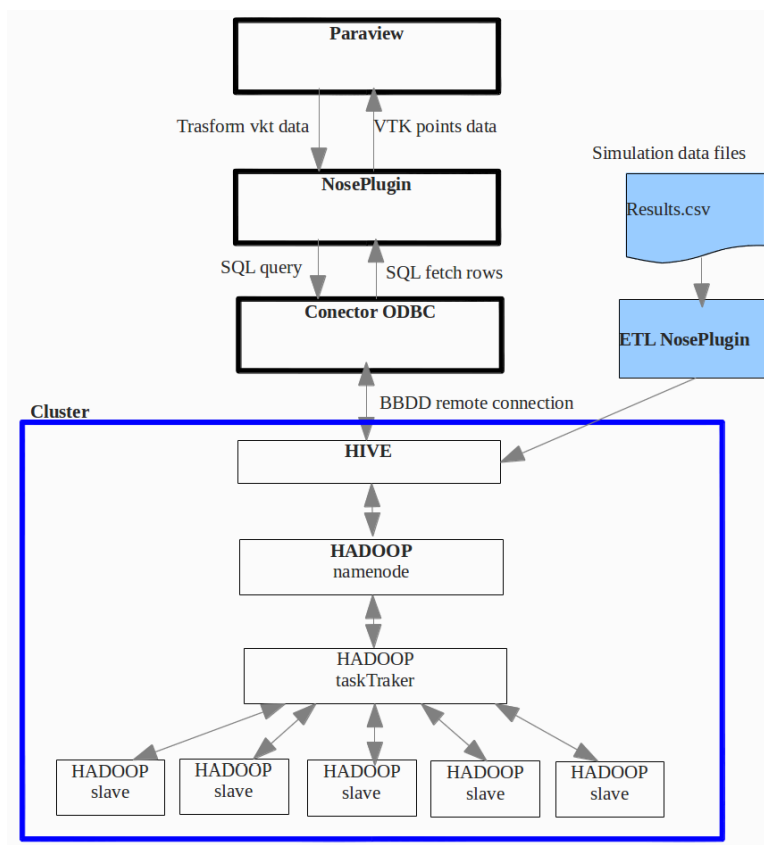 Paraview
Trasform vkt data
VTK points data
Simulation data files
NosePlugin
Results.csv
SQL query
SQL fetch rows
Conector ODBC
ETL NosePlugin
BBDD remote connection
Cluster
HIVE
HADOOP
namenode
HADOOP
taskTraker
HADOOP
slave
HADOOP
slave
HADOOP
slave
HADOOP
slave
HADOOP
slave